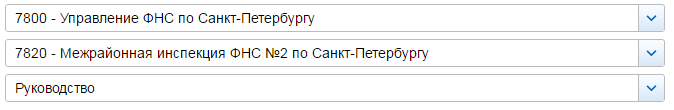 7800 - Управление ФНС по Санкт-Петербургу
7820 - Межрайонная инспекция ФНС №2 по Санкт-Петербургу
Руководство